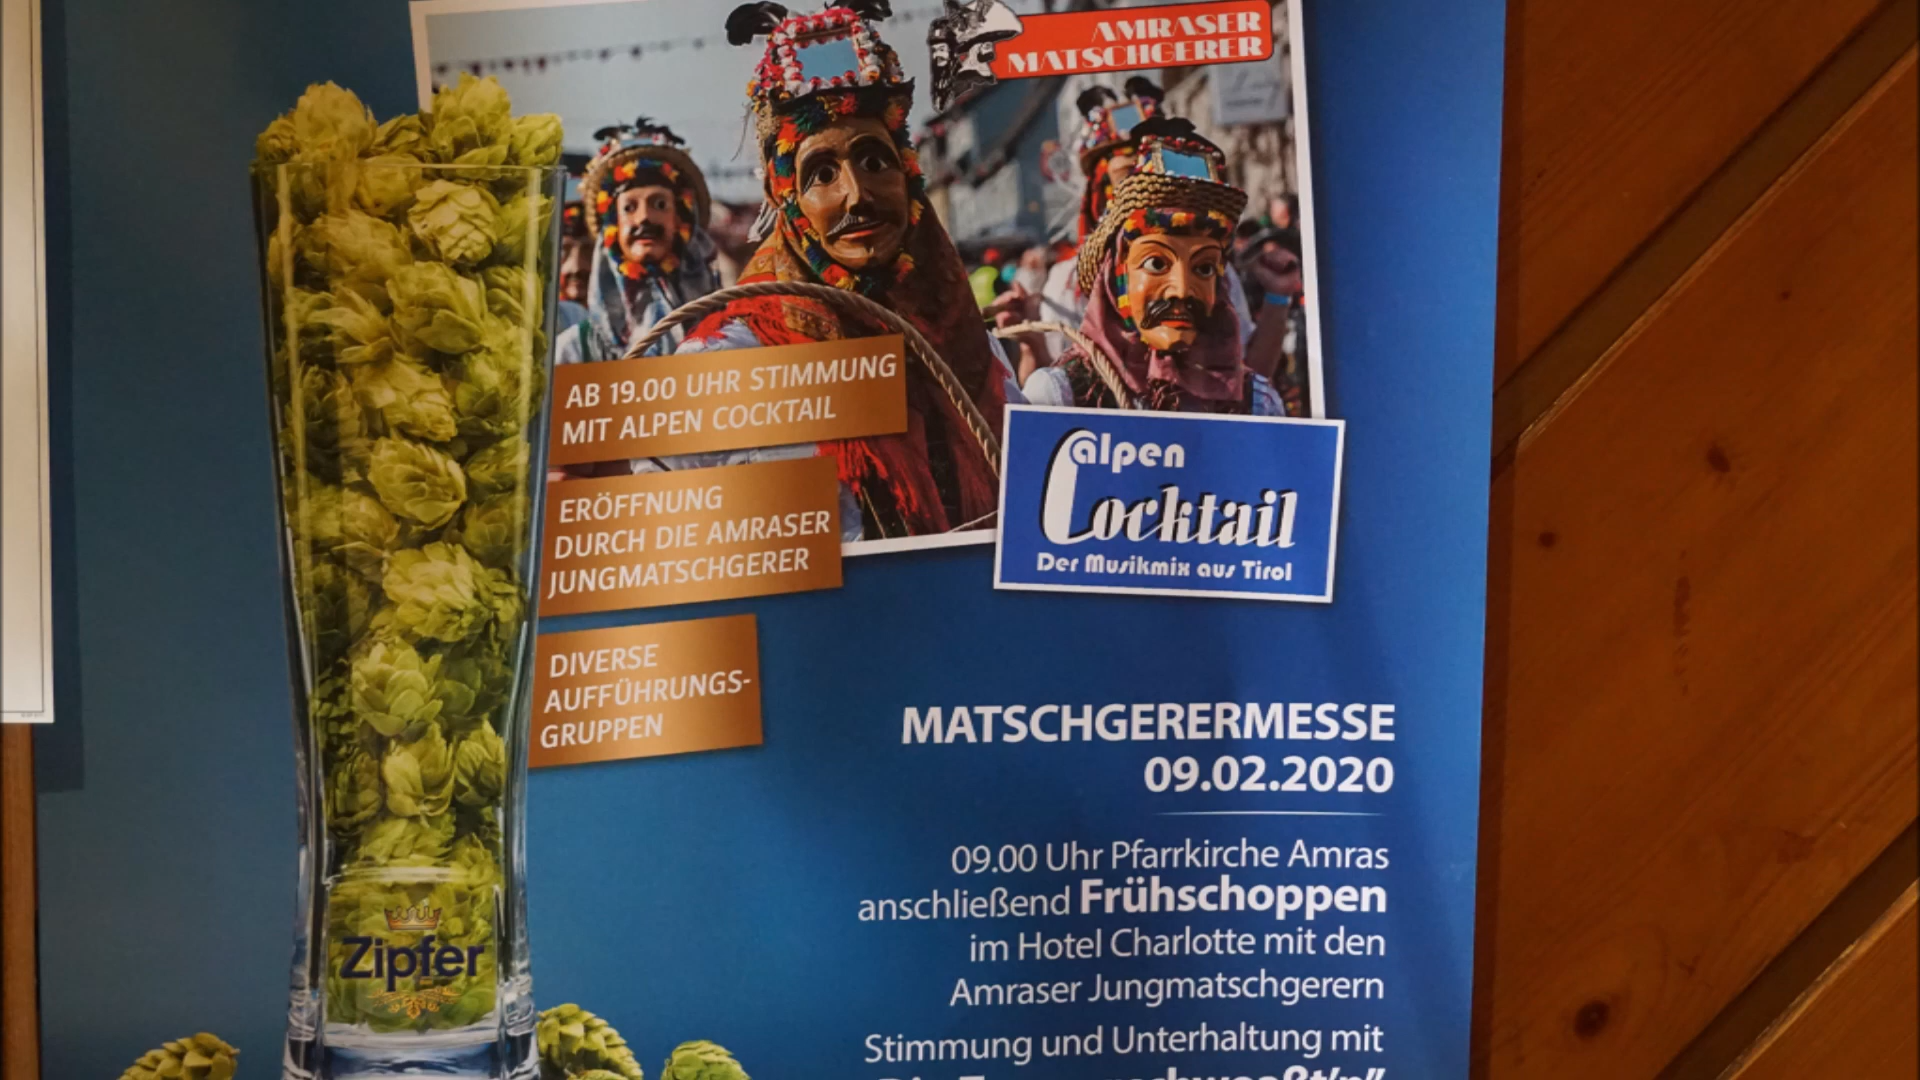 AMRASER
MATSCHGERER
AB 19.00 UHR STIMMUNG
MIT ALPEN COCKTAIL
alpen
Cocktail
Der Musikmix aus Tirol
ERÖFFNUNG
DURCH DIE AMRASER
JUNGMATSCHGERER
DIVERSE
AUFFÜHRUNGS-
GRUPPEN
MATSCHGERERMESSE
09.02.2020
09.00 Uhr Pfarrkirche Amras
anschließend Frühschoppen
im Hotel Charlotte mit den
Amraser Jungmatschgerern
Stimmung und Unterhaltung mit
Zipfer